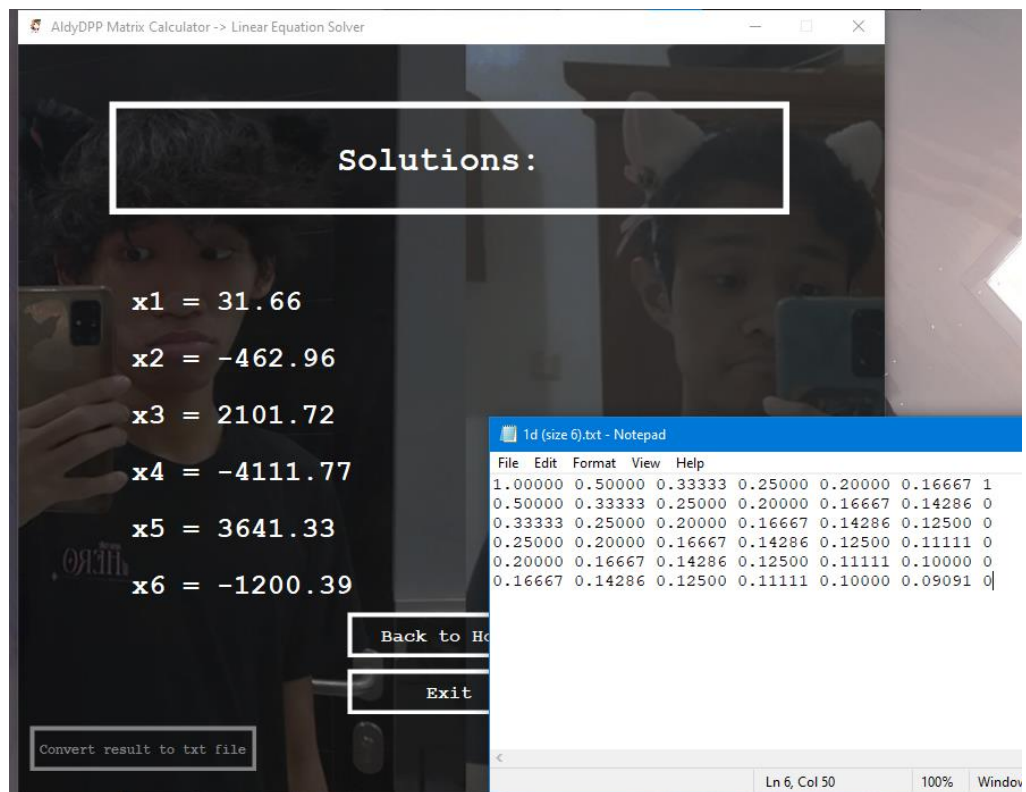 AldyDPP Matrix Calculator -> Linear Equation Solver
Solutions:
x1 = 31.66
x2 = -462.96
x3 = 2101.72
x4 = -4111.77
x5 = 3641.33
x6 = -1200.39
Back to Ho
Exit
Convert result to txt file
HERO
1d (size 6).txt - Notepad
File Edit Format View Help
1.00000 0.50000 0.33333 0.25000 0.20000 0.16667 1
0.50000 0.33333 0.25000 0.20000 0.16667 0.14286 0
0.33333 0.25000 0.20000 0.16667 0.14286 0.12500 0
0.25000 0.20000 0.16667 0.14286 0.12500 0.11111 0
0.20000 0.16667 0.14286 0.12500 0.11111 0.10000 0
0.16667 0.14286 0.12500 0.11111 0.10000 0.09091 0
Ln 6, Col 50
100%
Window